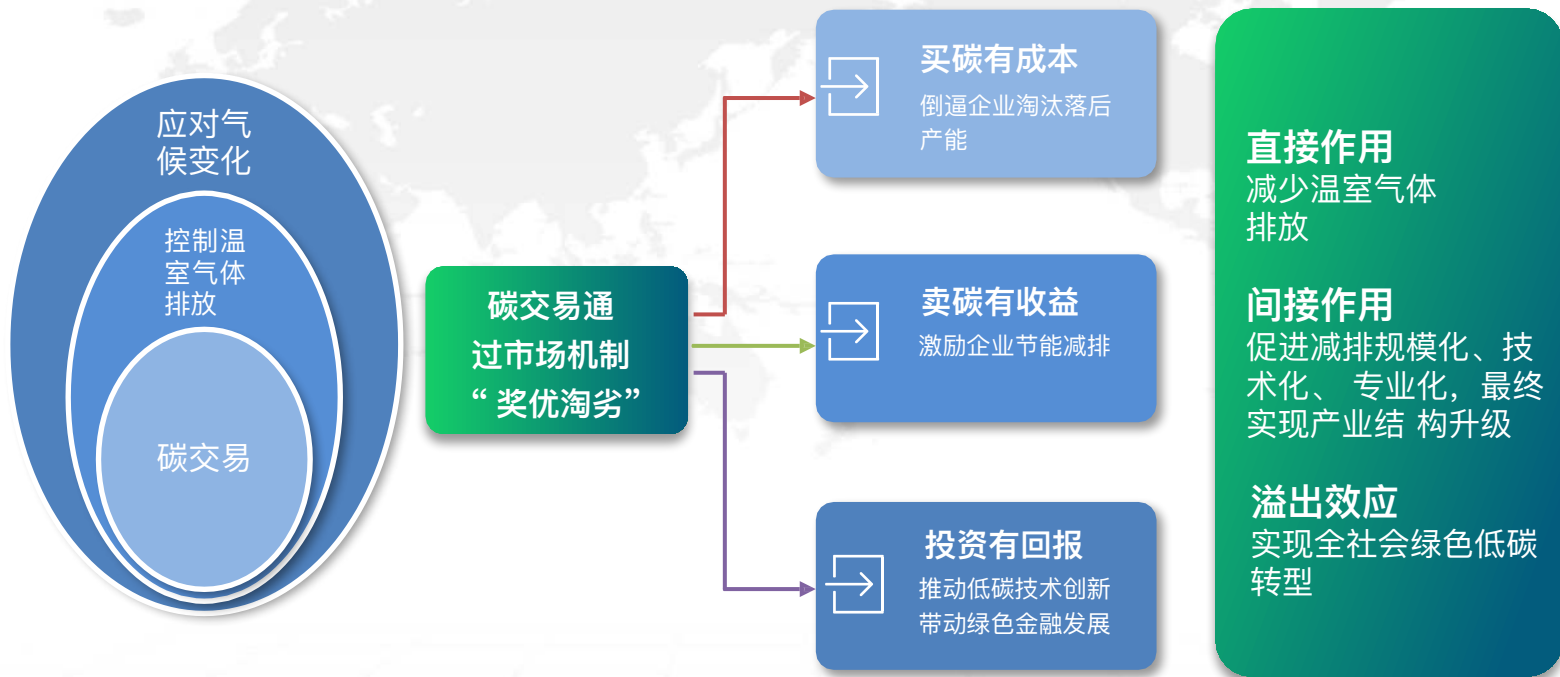 应对气
候变化
控制温
室气体
排放
碳交易
碳交易通
过市场机制
“ 奖优淘劣”
买碳有成本
倒逼企业淘汰落后
产能
卖碳有收益
激励企业节能减排
投资有回报
推动低碳技术创新
带动绿色金融发展
直接作用
减少温室气体
排放
间接作用
促进减排规模化、技
术化、 专业化，最终
实现产业结 构升级
溢出效应
实现全社会绿色低碳
转型